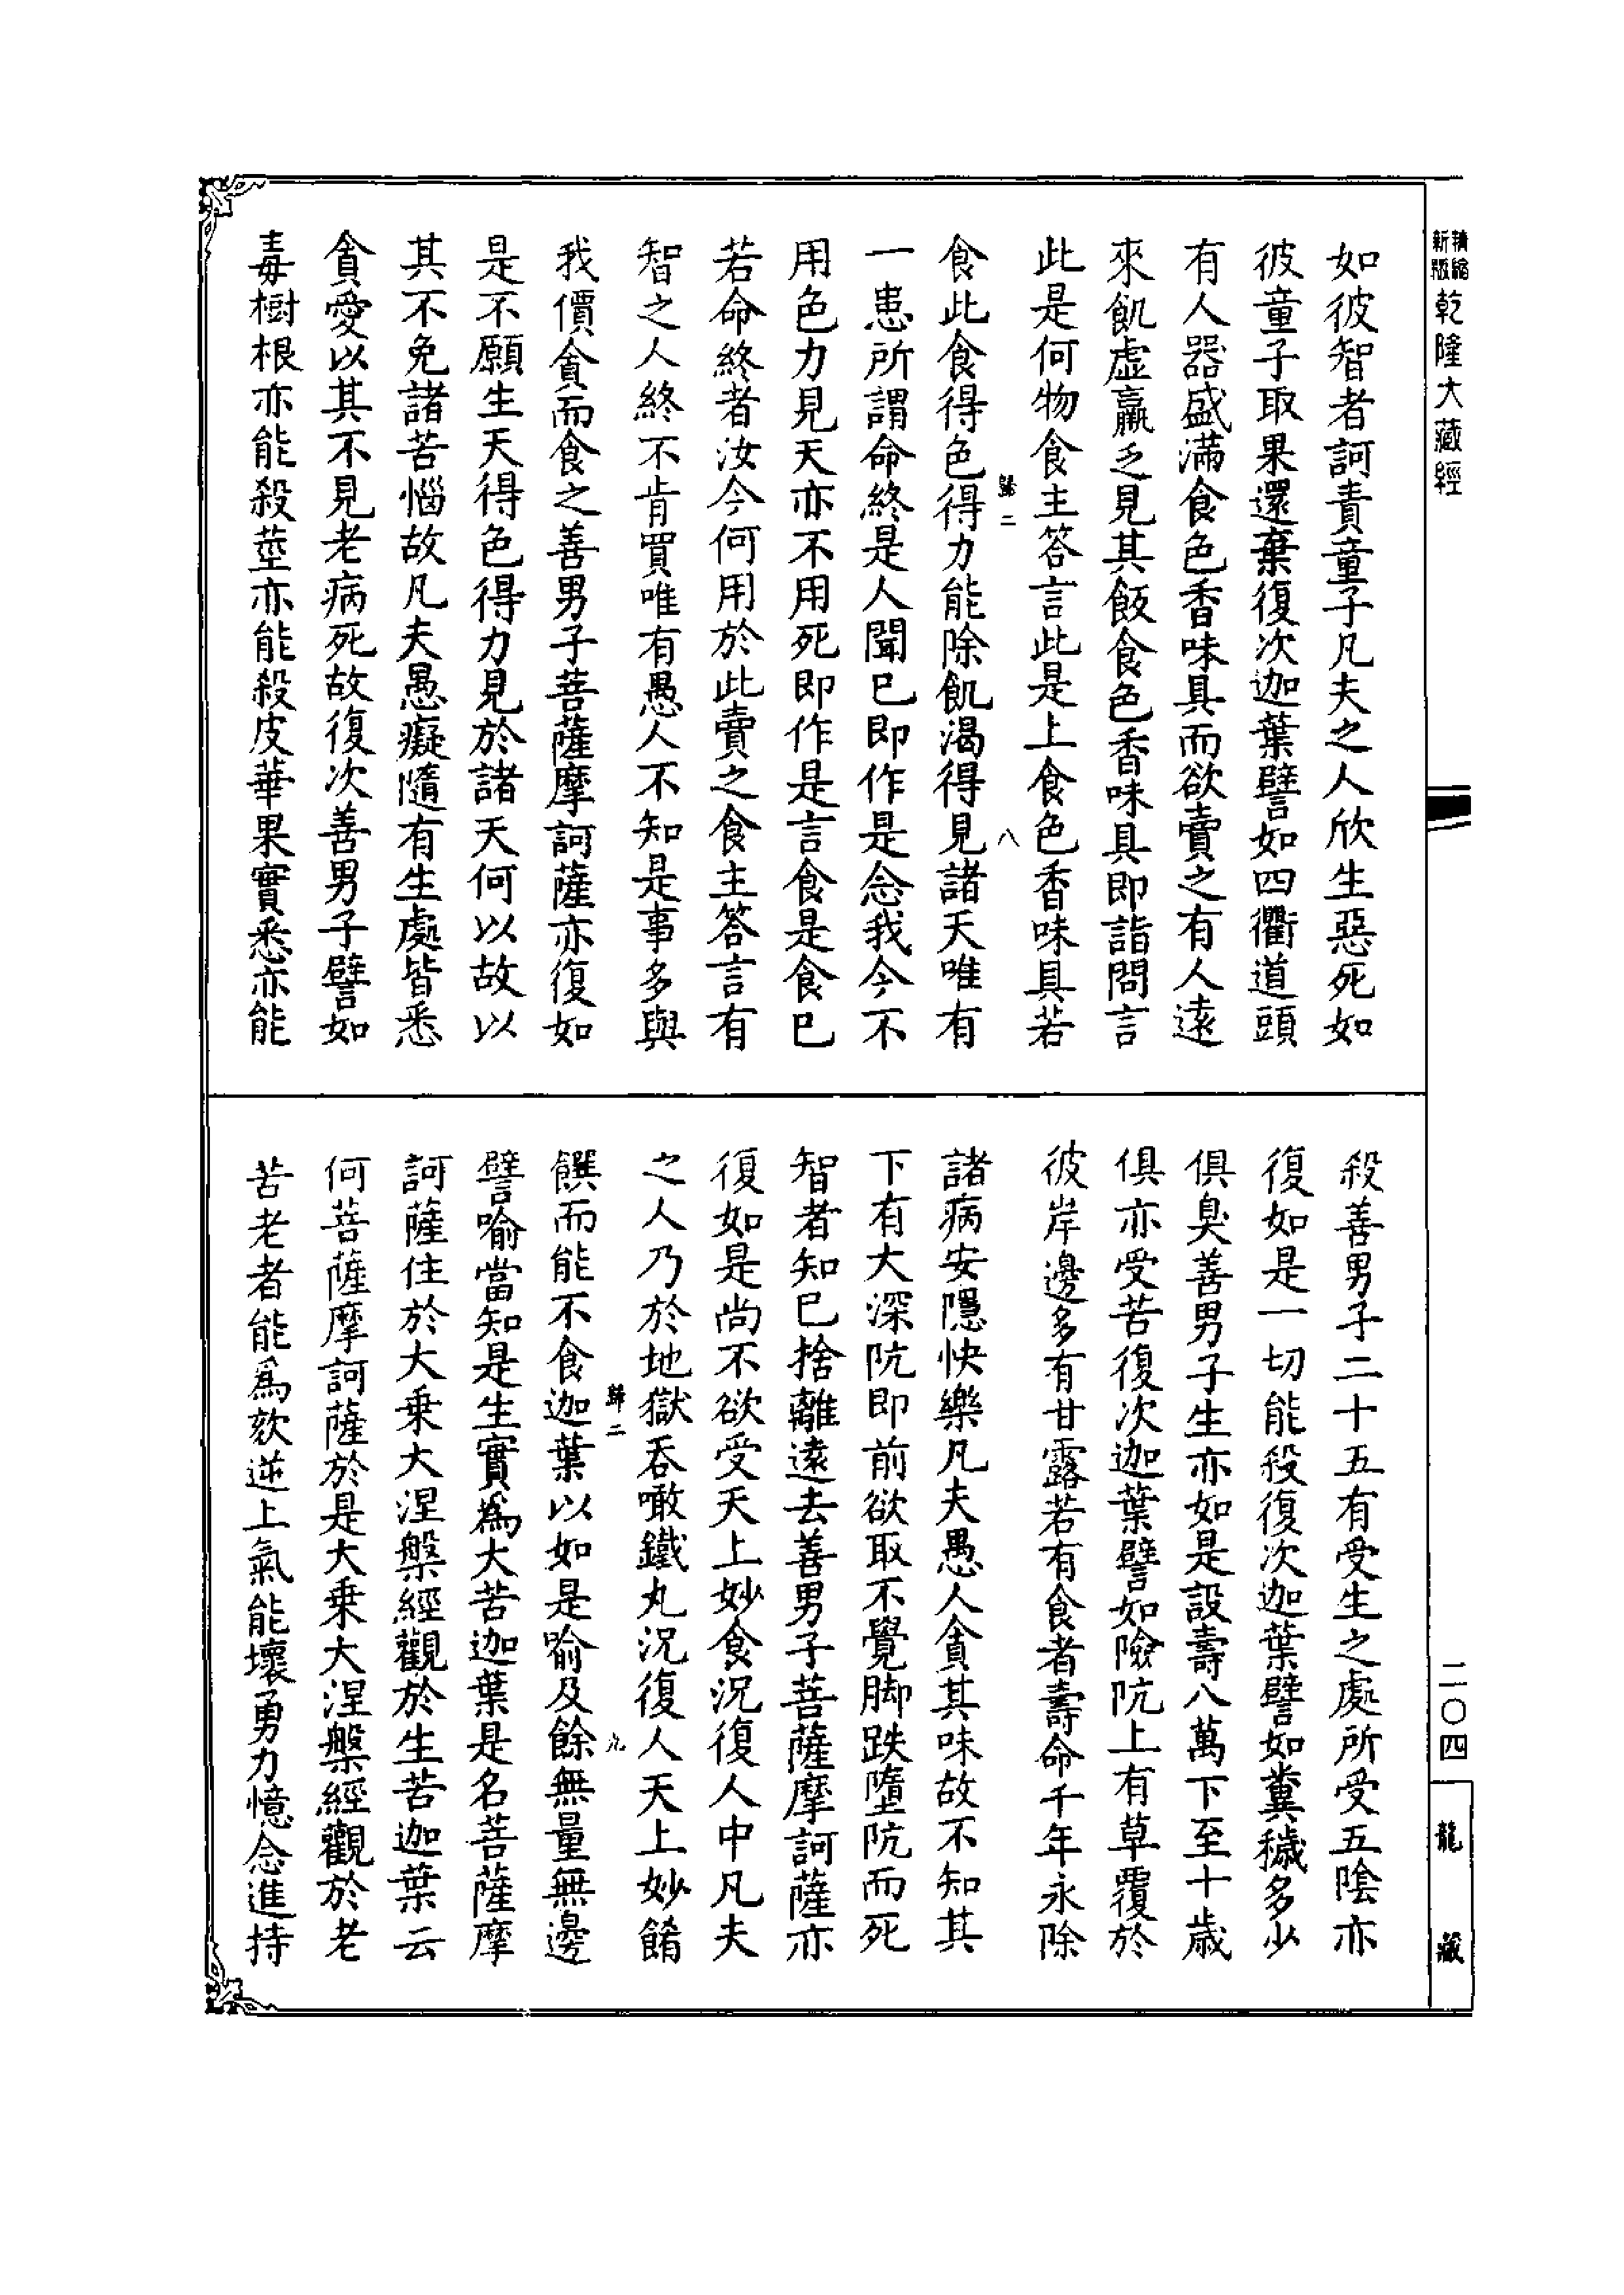 精縮
新版
乾隆大藏經
如彼智者訶責童子凡夫之人欣生惡死如
彼童子取果還棄復次迦葉譬如四衢道頭
有人器盛滿食色香味具而欲賣之有人遠
來飢虛羸乏見其飯食色香味具即詣問言
此是何物食主答言此是上食色香味具若
歸二
八
食此食得色得力能除飢渴得見諸天唯有
一患所謂命終是人聞已即作是念我今不
用色力見天亦不用死即作是言食是食已
若命終者汝今何用於此賣之食主答言有
智之人終不肯買唯有愚人不知是事多與
我價貪而食之善男子菩薩摩訶薩亦復如
是不願生天得色得力見於諸天何以故以
其不免諸苦惱故凡夫愚癡隨有生處皆悉
貪愛以其不見老病死故復次善男子譬如
毒樹根亦能殺莖亦能殺皮華果實悉亦能
殺善男子二十五有受生之處所受五陰亦
復如是一切能殺復次迦葉譬如糞穢多少
俱臭善男子生亦如是設壽八萬下至十歲
俱亦受苦復次迦葉譬如險阬上有草覆於
彼岸邊多有甘露若有食者壽命千年永除
諸病安隱快樂凡夫愚人貪其味故不知其
下有大深阬即前欲取不覺脚跌墮阬而死
智者知已捨離遠去善男子菩薩摩訶薩亦
復如是尚不欲受天上妙食況復人中凡夫
之人乃於地獄吞噉鐵丸況復人天上妙餚
歸二
九
饌而能不食迦葉以如是喻及餘無量無邊
譬喻當知是生實為大苦迦葉是名菩薩摩
訶薩住於大乗大涅槃經觀於生苦迦葉云
何菩薩摩訶薩於是大乗大涅槃經觀於老
苦老者能為欬逆上氣能壞勇力憶念進持
二〇四
龍藏